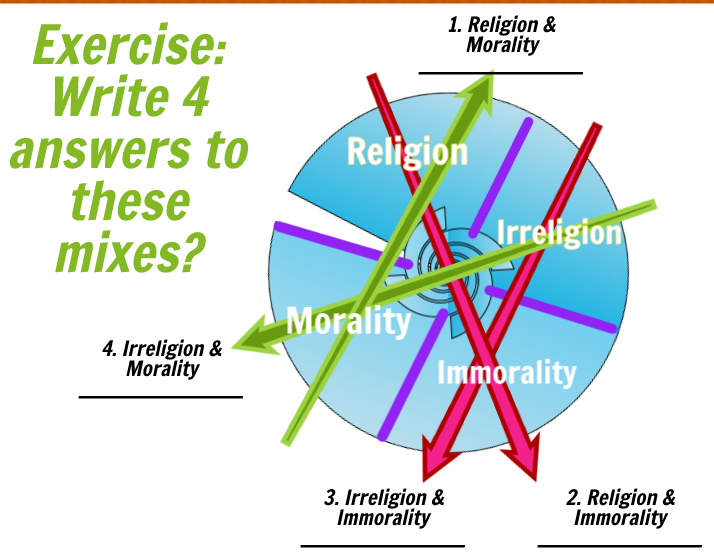 Exercise:
Write 4
answers to
these
mixes?
1. Religion &
Morality
Religion
Irreligion
Morality
Immorality
4. Irreligion &
Morality
3. Irreligion &
Immorality
2. Religion &
Immorality